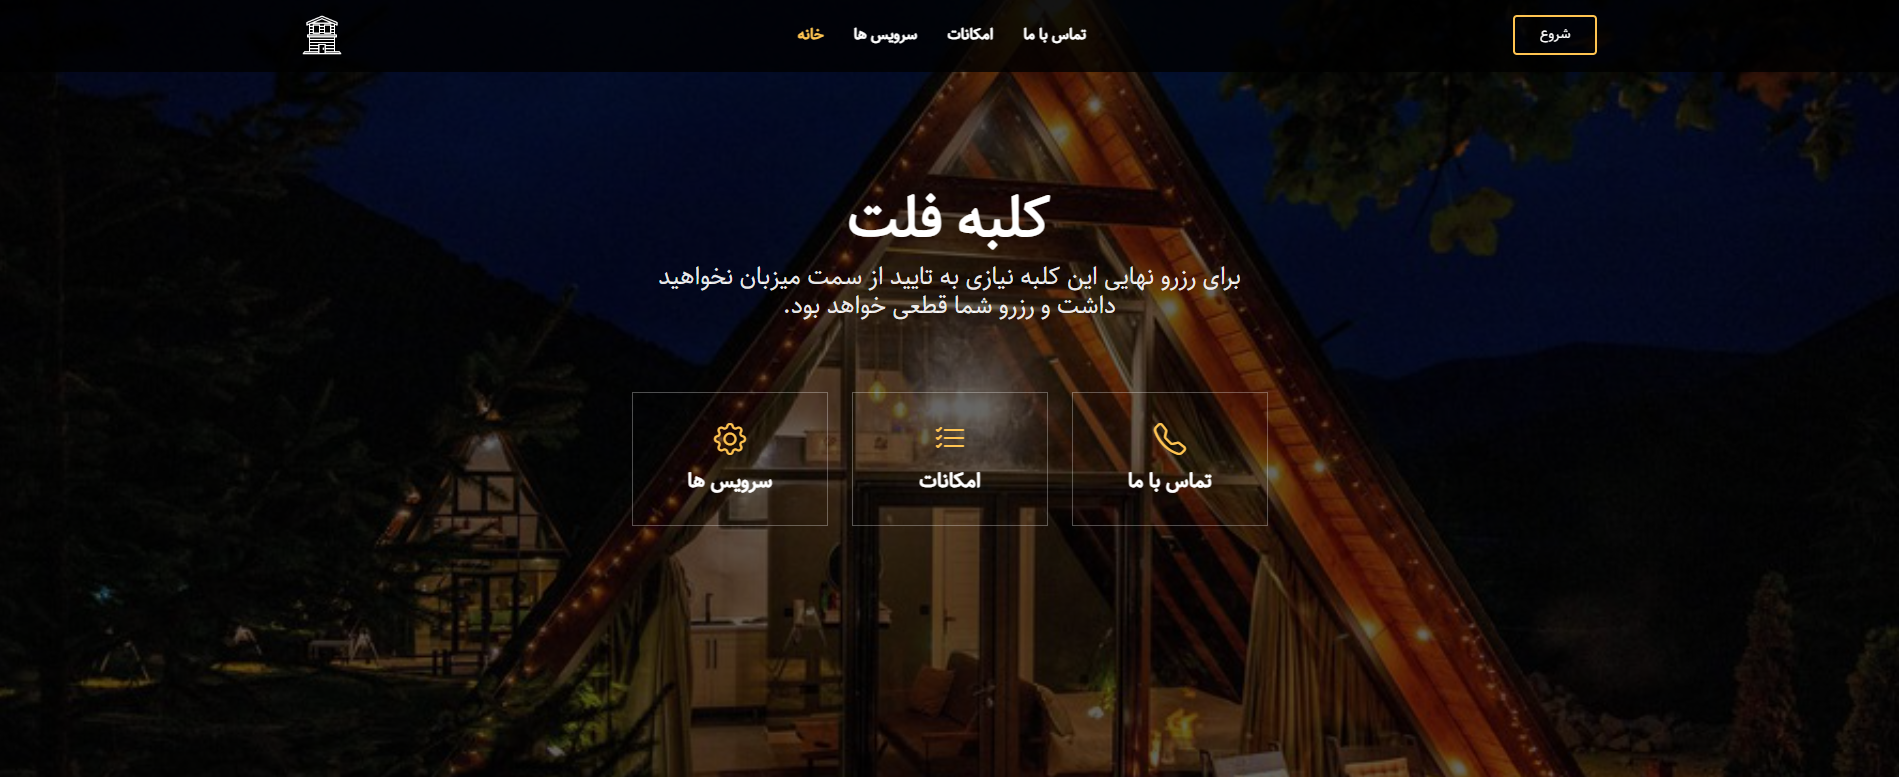 خانه
سرویس ها
امکانات
تماس با ما
شروع
کلبه فلت
برای رزرو نهایی این کلبه نیازی به تایید از سمت میزبان نخواهید
داشت و رزرو شما قطعی خواهد بود.
سرویس ها
امکانات
تماس با ما